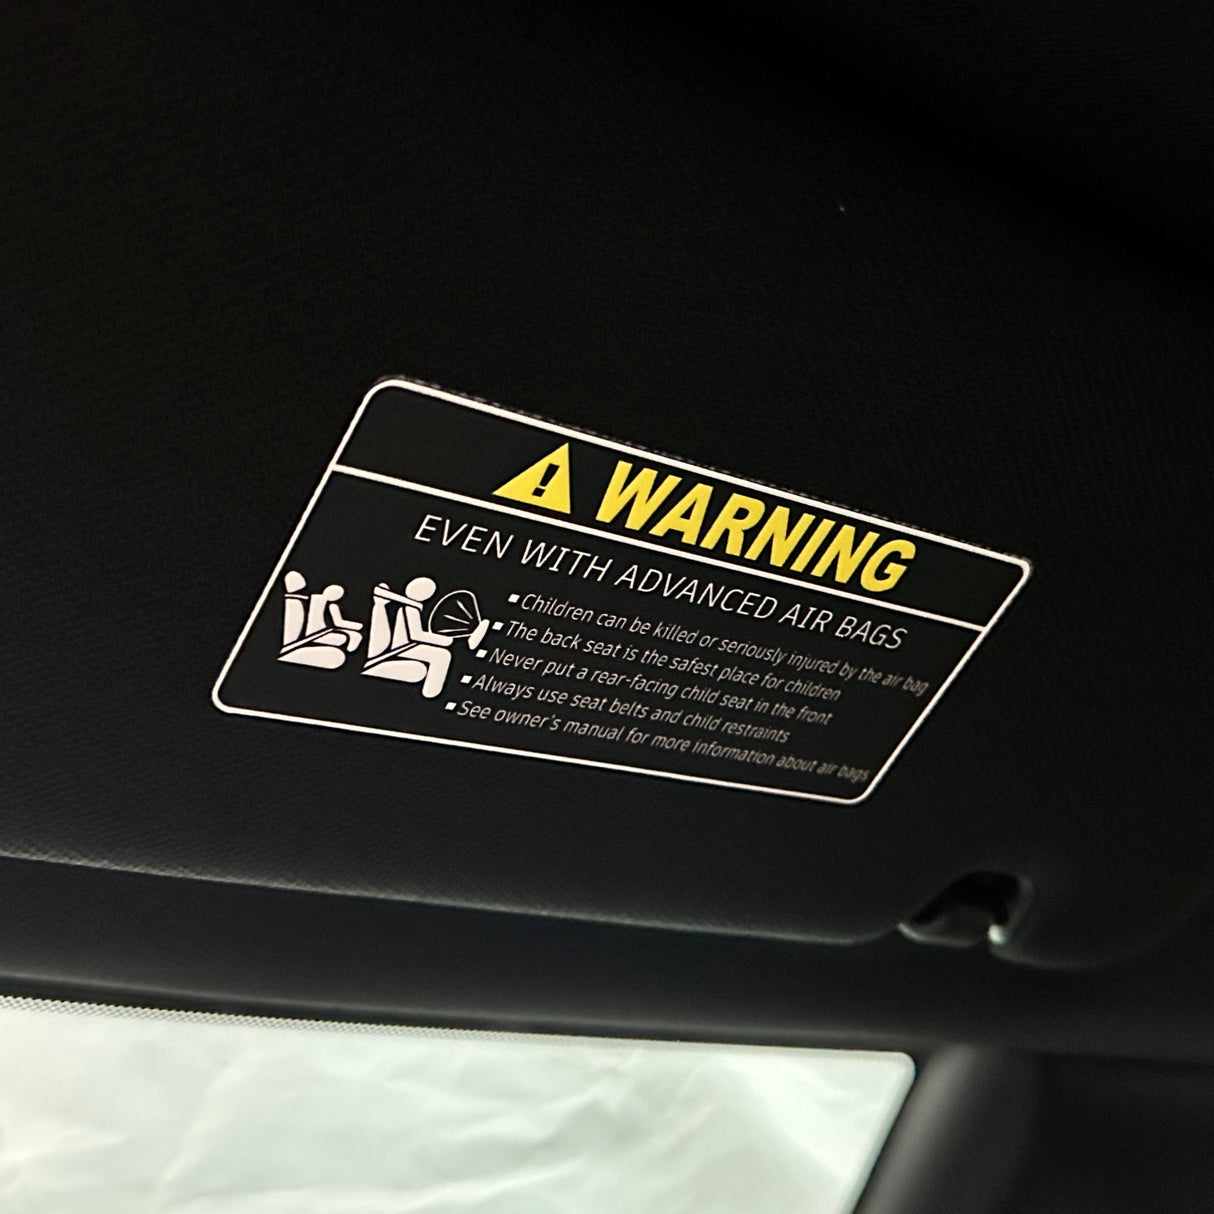 WARNING
EVEN WITH ADVANCED AIR BAGS
▪Children can be killed or seriously injured by the air bag
▪The back seat is the safest place for children
▪Never put a rear-facing child seat in the front
▪Always use seat belts and child restraints
▪See owner's manual for more information about air bags